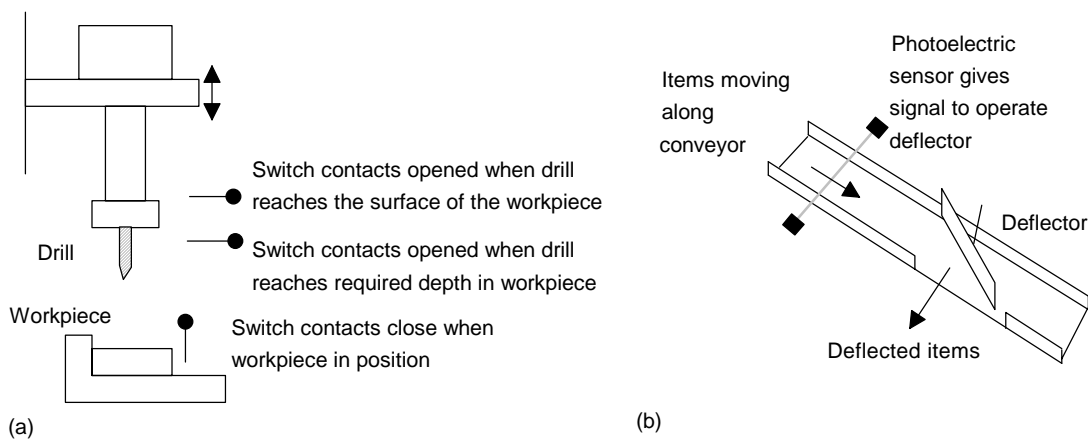 Switch contacts opened when drill
reaches the surface of the workpiece
Drill
Switch contacts opened when drill
reaches required depth in workpiece
Workpiece
Switch contacts close when
workpiece in position
(a)
Items moving
along
conveyor
Photoelectric
sensor gives
signal to operate
deflector
Deflector
Deflected items
(b)